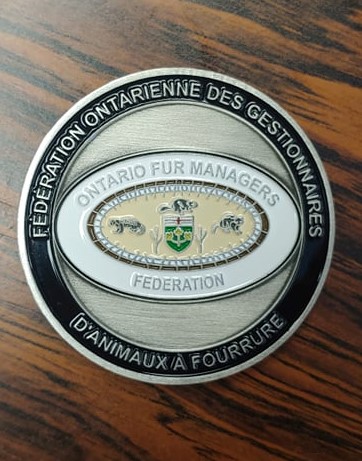 FÉDÉRATION ONTARIENNE DES GESTIONNAIRES
D'ANIMAUX À FOURRURE
ONTARIO FUR MANAGERS
FEDERATION